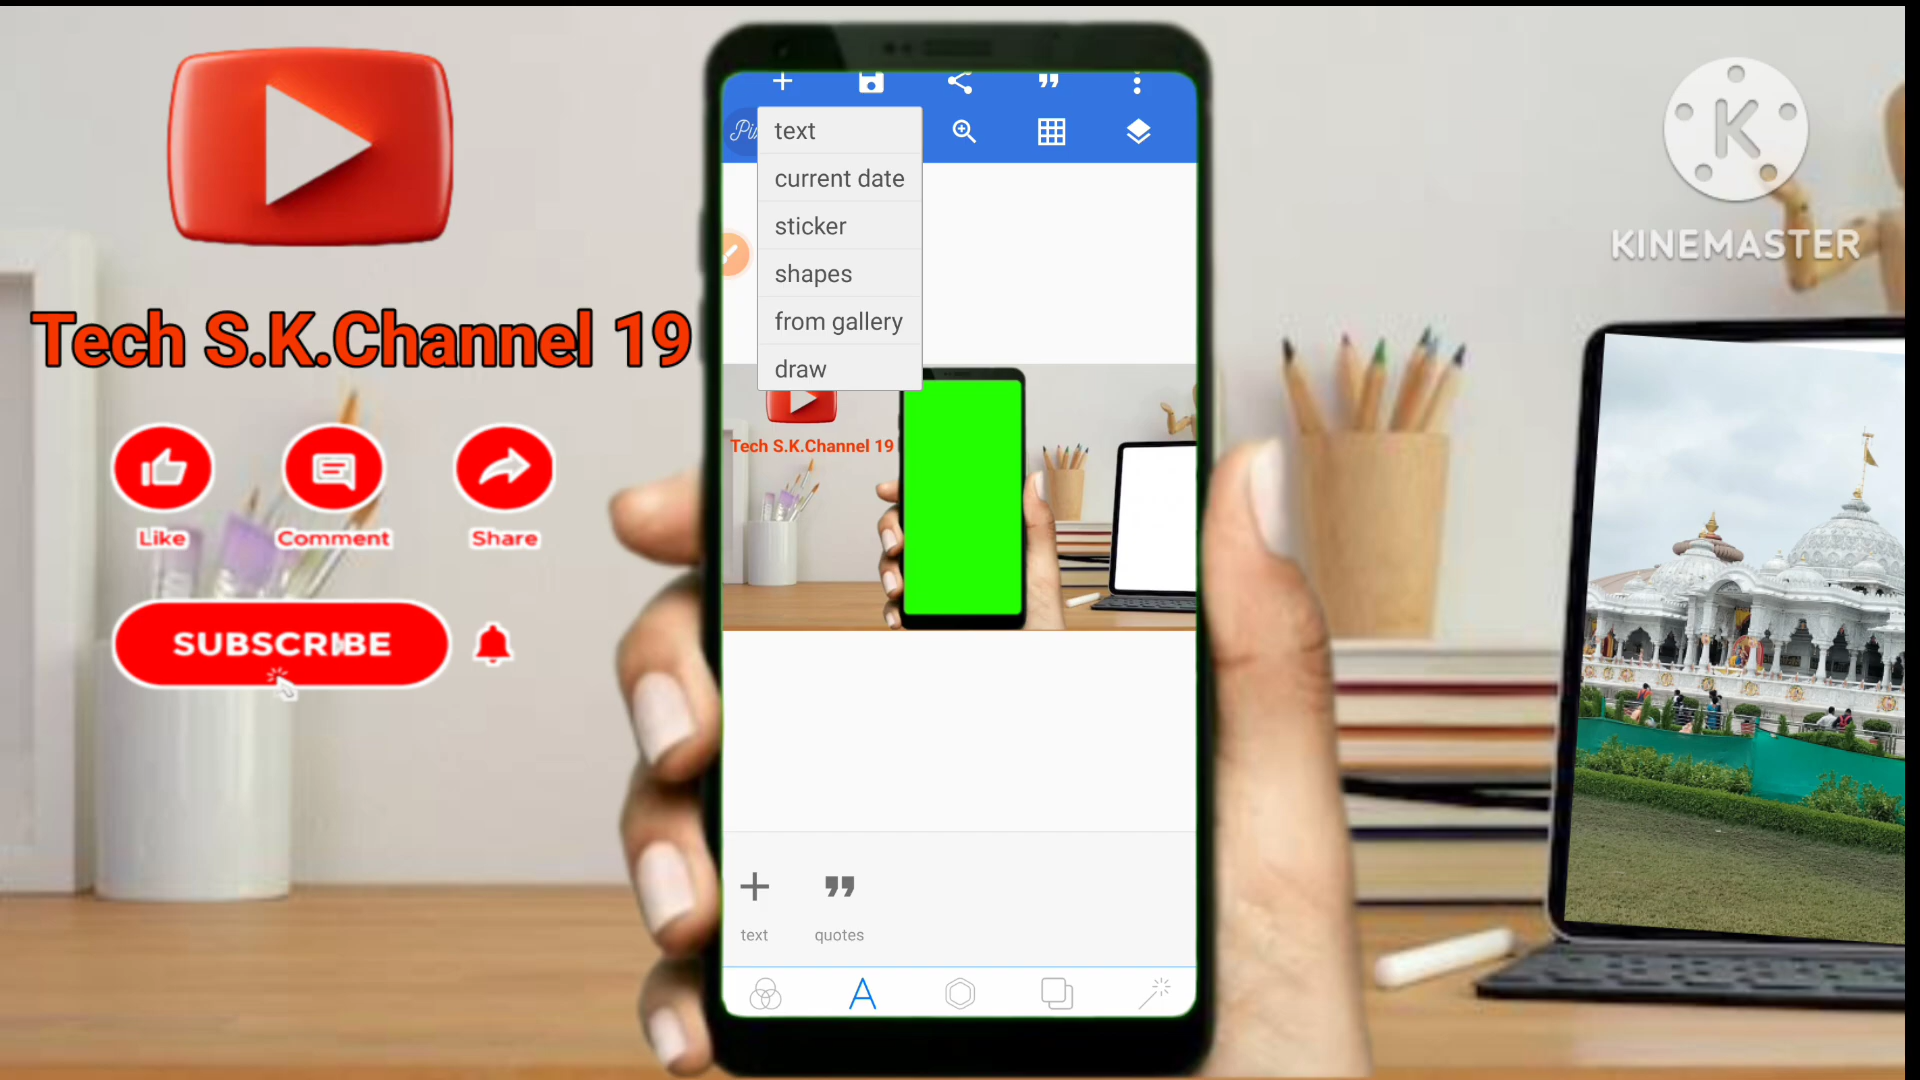 KINEMASTER
Tech S.K.Channel 19
Like
Comment
Share
SUBSCRIBE
text
current date
sticker
shapes
from gallery
draw
Tech S.K.Channel 19
text
quotes